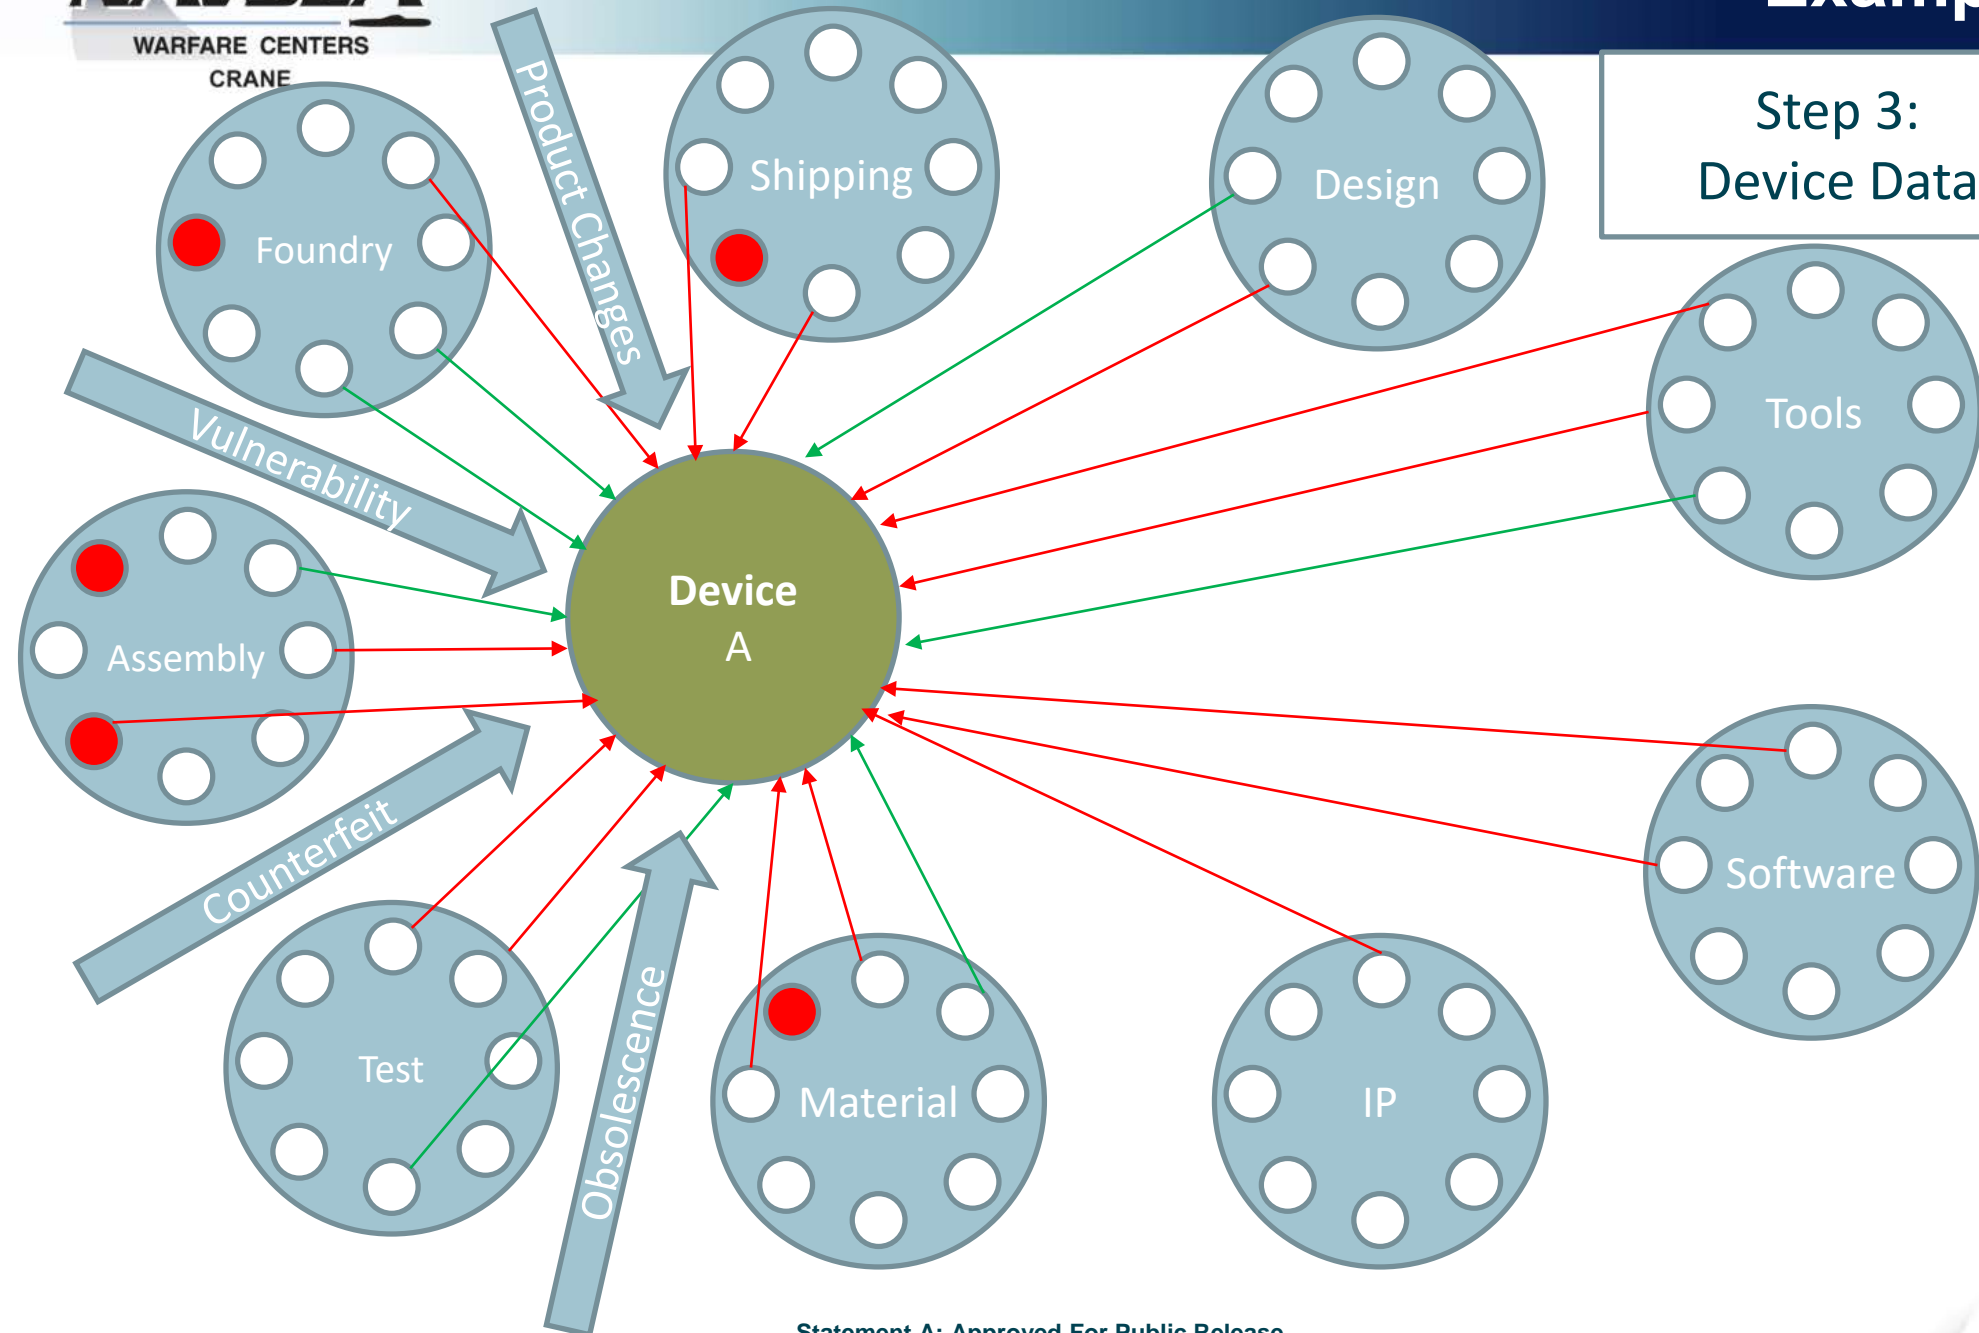 WARFARE CENTERS
CRANE
Step 3:
Device Data
Product Changes
Shipping
Design
Foundry
Tools
Vulnerability
Device
A
Assembly
Counterfeit
Software
Test
Obsolescence
Material
IP
Statement A: Approved For Public Release